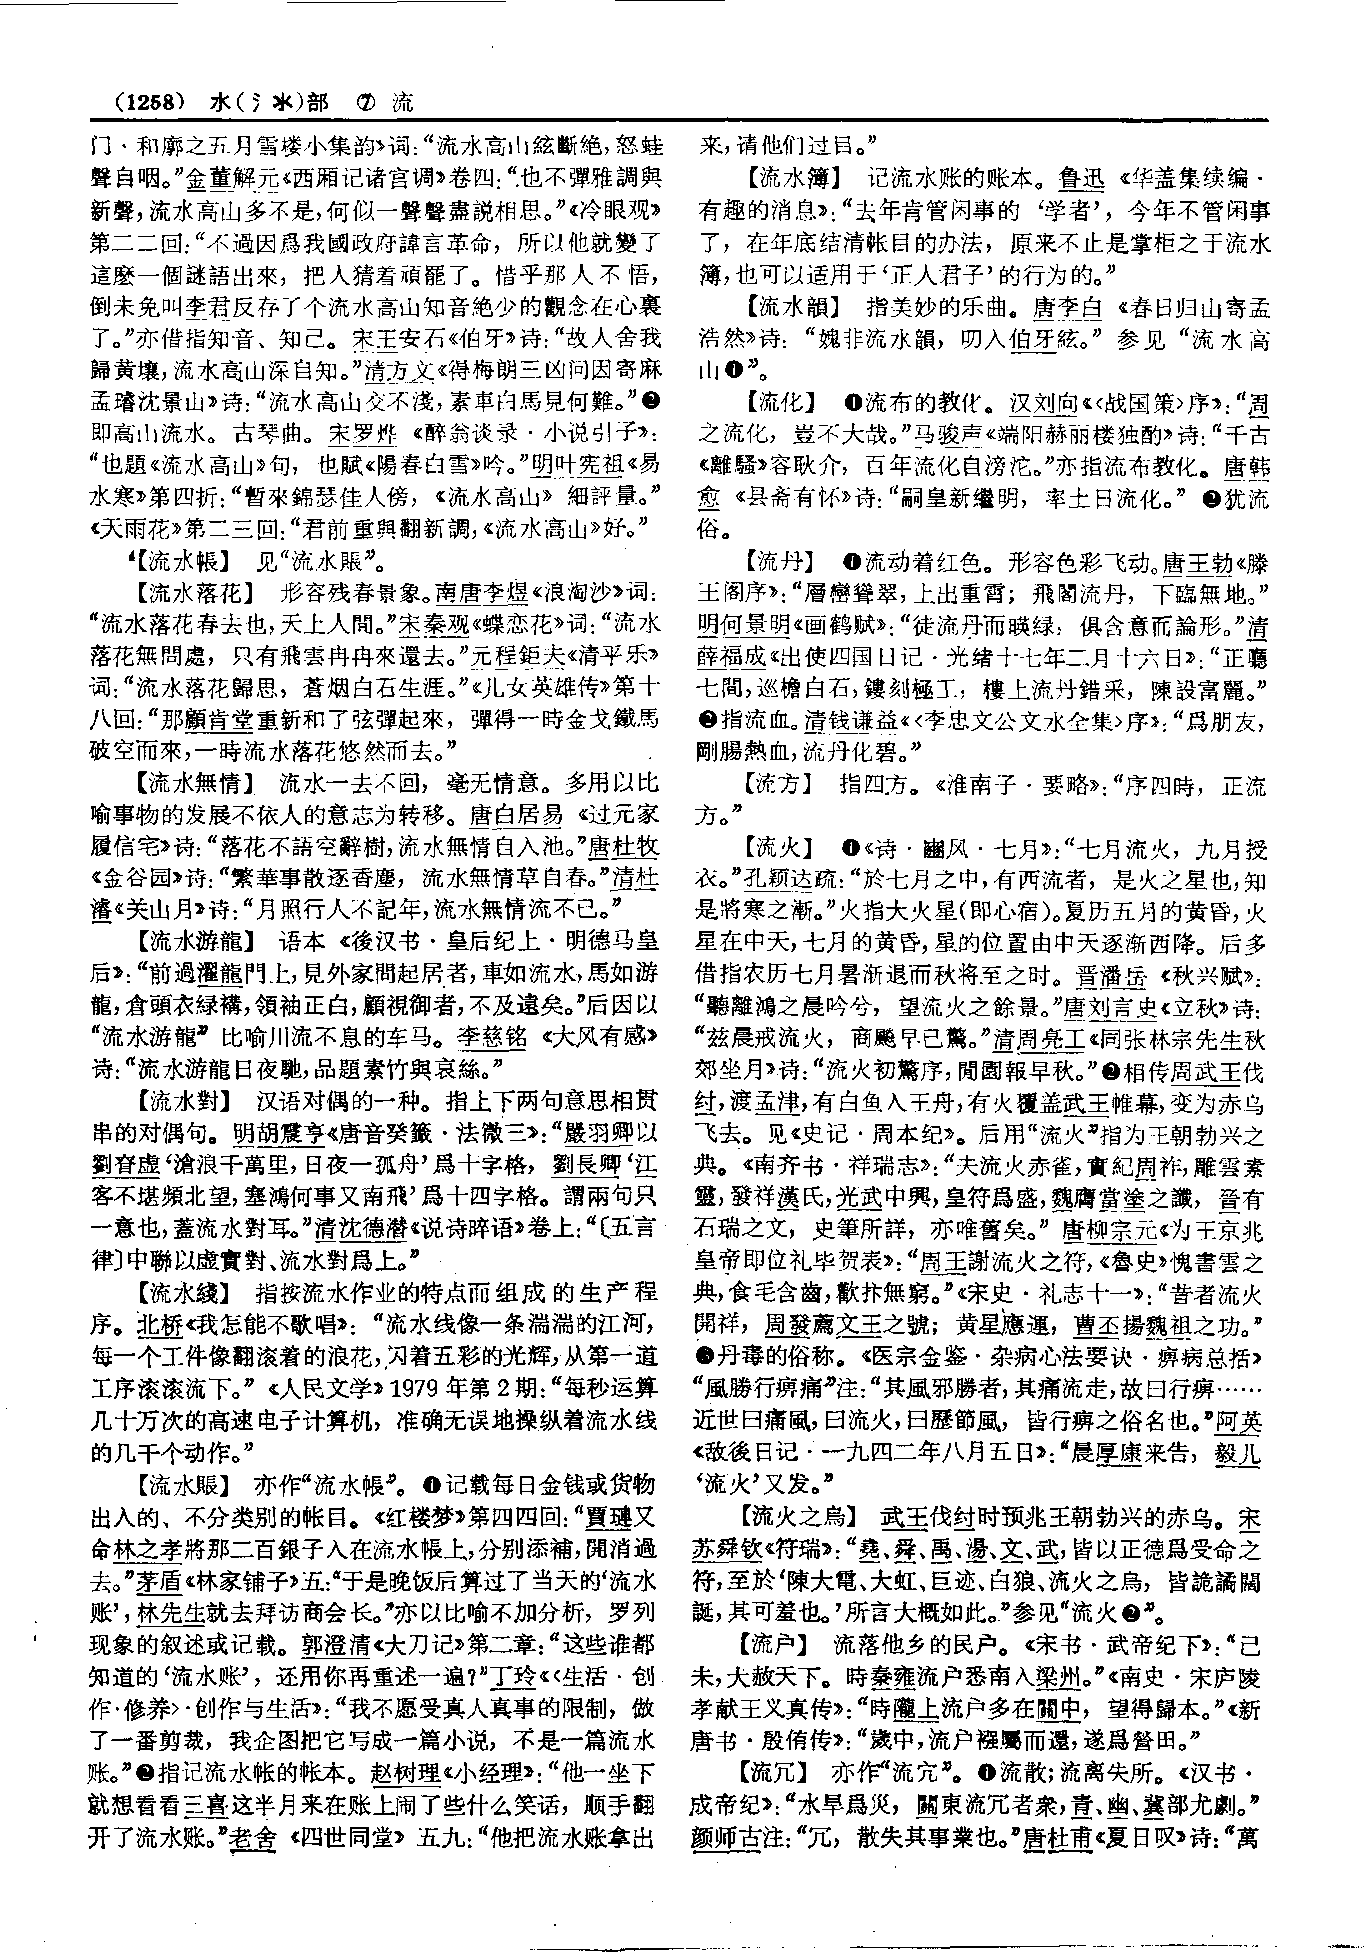 (1258) 水(氵氺)部 ⑦ 流
门、和廓之五月雪楼小集韵》词:“流水高山絃斷絶,怒蛙
聲自咽。”金董解元《西厢记诸宫调》卷四:“也不彈雅調與
新聲,流水高山多不是,何似一聲聲盡説相思。”《冷眼观》
第二二回:“不過因爲我國政府諱言革命,所以他就變了
這麽一個謎語出來,把人猜着頑罷了。惜乎那人不悟,
倒未免叫李君反存了个流水高山知音絶少的觀念在心裏
了。”亦借指知音、知己。宋王安石《伯牙》诗:“故人舍我
歸黄壤,流水高山深自知。”清方文《得梅朗三凶问因寄麻
孟璿沈景山》诗:“流水高山交不淺,素車白馬見何難。”❷
即高山流水。古琴曲。宋罗烨《醉翁谈录·小说引子》:
“也題《流水高山》句,也賦《陽春白雪》吟。”明叶宪祖《易
水寒》第四折:“暫來錦瑟佳人傍,《流水高山》細評量。”
《天雨花》第二三回:“君前重與翻新調,《流水高山》好。”
【流水帳】 见“流水賬”。
【流水落花】 形容残春景象。南唐李煜《浪淘沙》词:
“流水落花春去也,天上人間。”宋秦观《蝶恋花》词:“流水
落花無問處,只有飛雲冉冉來還去。”元程鉅夫《清平乐》
词:“流水落花歸思,蒼烟白石生涯。”《儿女英雄传》第十
八回:“那顧肯堂重新和了弦彈起來,彈得一時金戈鐵馬
破空而來,一時流水落花悠然而去。”
【流水無情】 流水一去不回,毫无情意。多用以比
喻事物的发展不依人的意志为转移。唐白居易《过元家
履信宅》诗:“落花不語空辭樹,流水無情自入池。”唐杜牧
《金谷园》诗:“繁華事散逐香塵,流水無情草自春。”清杜
濬《关山月》诗:“月照行人不記年,流水無情流不已。”
【流水游龍】 语本《後汉书·皇后纪上·明德马皇
后》:“前過濯龍門上,見外家問起居者,車如流水,馬如游
龍,倉頭衣緑褠,領袖正白,顧視御者,不及遠矣。”后因以
“流水游龍”比喻川流不息的车马。李慈铭《大风有感》
诗:“流水游龍日夜馳,品題素竹與哀絲。”
【流水對】 汉语对偶的一种。指上下两句意思相贯
串的对偶句。明胡震亨《唐音癸籤·法微三》:“嚴羽卿以
劉眘虚‘滄浪千萬里,日夜一孤舟’爲十字格,劉長卿‘江
客不堪頻北望,塞鴻何事又南飛’爲十四字格。謂兩句只
一意也,蓋流水對耳。”清沈德潜《说诗晬语》卷上:“〔五言
律〕中聯以虚實對、流水對爲上。”
【流水綫】 指按流水作业的特点而组成的生产程
序。北桥《我怎能不歌唱》:“流水线像一条湍湍的江河,
每一个工件像翻滚着的浪花,闪着五彩的光辉,从第一道
工序滚滚流下。”《人民文学》1979年第2期:“每秒运算
几十万次的高速电子计算机,准确无误地操纵着流水线
的几千个动作。”
【流水賬】 亦作“流水帳”。❶记载每日金钱或货物
出入的、不分类别的帐目。《红楼梦》第四四回:“賈璉又
命林之孝將那二百銀子入在流水帳上,分别添補,開消過
去。”茅盾《林家铺子》五:“于是晚饭后算过了当天的‘流水
账’,林先生就去拜访商会长。”亦以比喻不加分析,罗列
现象的叙述或记载。郭澄清《大刀记》第二章:“这些谁都
知道的‘流水账’,还用你再重述一遍?”丁玲《〈生活·创
作·修养〉·创作与生活》:“我不愿受真人真事的限制,做
了一番剪裁,我企图把它写成一篇小说,不是一篇流水
账。”❷指记流水帐的帐本。赵树理《小经理》:“他一坐下
就想看看三喜这半月来在账上闹了些什么笑话,顺手翻
开了流水账。”老舍《四世同堂》五九:“他把流水账拿出
来,请他们过目。”
【流水簿】 记流水账的账本。鲁迅《华盖集续编·
有趣的消息》:“去年肯管闲事的‘学者’,今年不管闲事
了,在年底结清帐目的办法,原来不止是掌柜之于流水
簿,也可以适用于‘正人君子’的行为的。”
【流水韻】 指美妙的乐曲。唐李白《春日归山寄孟
浩然》诗:“媿非流水韻,叨入伯牙絃。”参见“流水高
山❶”。
【流化】 ❶流布的教化。汉刘向《〈战国策〉序》:“周
之流化,豈不大哉。”马骏声《端阳赫丽楼独酌》诗:“千古
《離騷》容耿介,百年流化自滂沱。”亦指流布教化。唐韩
愈《县斋有怀》诗:“嗣皇新繼明,率土日流化。”❷犹流
俗。
【流丹】 ❶流动着红色。形容色彩飞动。唐王勃《滕
王阁序》:“層巒聳翠,上出重霄;飛閣流丹,下臨無地。”
明何景明《画鹤赋》:“徒流丹而暎绿,俱含意而論形。”清
薛福成《出使四国日记·光绪十七年二月十六日》:“正廳
七間,巡檐白石,鏤刻極工,樓上流丹錯采,陳設富麗。”
❷指流血。清钱谦益《〈李忠文公文水全集〉序》:“爲朋友,
剛腸熱血,流丹化碧。”
【流方】 指四方。《淮南子·要略》:“序四時,正流
方。”
【流火】 ❶《诗·豳风·七月》:“七月流火,九月授
衣。”孔颖达疏:“於七月之中,有西流者,是火之星也,知
是將寒之漸。”火指大火星(即心宿)。夏历五月的黄昏,火
星在中天,七月的黄昏,星的位置由中天逐渐西降。后多
借指农历七月暑渐退而秋将至之时。晋潘岳《秋兴赋》:
“聽離鴻之晨吟兮,望流火之餘景。”唐刘言史《立秋》诗:
“兹晨戒流火,商飈早已驚。”清周亮工《同张林宗先生秋
郊坐月》诗:“流火初驚序,閒園報早秋。”❷相传周武王伐
纣,渡孟津,有白鱼入王舟,有火覆盖武王帷幕,变为赤乌
飞去。见《史记·周本纪》。后用“流火”指为王朝勃兴之
典。《南齐书·祥瑞志》:“夫流火赤雀,實紀周祚,雕雲素
靈,發祥漢氏,光武中興,皇符爲盛,魏膺當塗之讖,晉有
石瑞之文,史筆所詳,亦唯舊矣。”唐柳宗元《为王京兆
皇帝即位礼毕贺表》:“周王謝流火之符,《魯史》愧書雲之
典,食毛含齒,歡抃無窮。”《宋史·礼志十一》:“昔者流火
開祥,周發薦文王之號;黄星應運,曹丕揚魏祖之功。”
❸丹毒的俗称。《医宗金鉴·杂病心法要诀·痹病总括》
“風勝行痹痛”注:“其風邪勝者,其痛流走,故曰行痹……
近世曰痛風,曰流火,曰歷節風,皆行痹之俗名也。”阿英
《敌後日记·一九四二年八月五日》:“晨厚康来告,毅儿
‘流火’又发。”
【流火之烏】 武王伐纣时预兆王朝勃兴的赤乌。宋
苏舜钦《符瑞》:“堯、舜、禹、湯、文、武,皆以正德爲受命之
符,至於‘陳大電、大虹、巨迹、白狼、流火之烏,皆詭譎闊
誕,其可羞也。’所言大概如此。”参见“流火❷”。
【流户】 流落他乡的民户。《宋书·武帝纪下》:“己
未,大赦天下。時秦雍流户悉南入梁州。”《南史·宋庐陵
孝献王义真传》:“時隴上流户多在關中,望得歸本。”《新
唐书·殷侑传》:“歲中,流户襁屬而還,遂爲營田。”
【流冗】 亦作“流宂”。❶流散;流离失所。《汉书·
成帝纪》:“水旱爲災,關東流冗者衆,青、幽、冀部尤劇。”
颜师古注:“冗,散失其事業也。”唐杜甫《夏日叹》诗:“萬